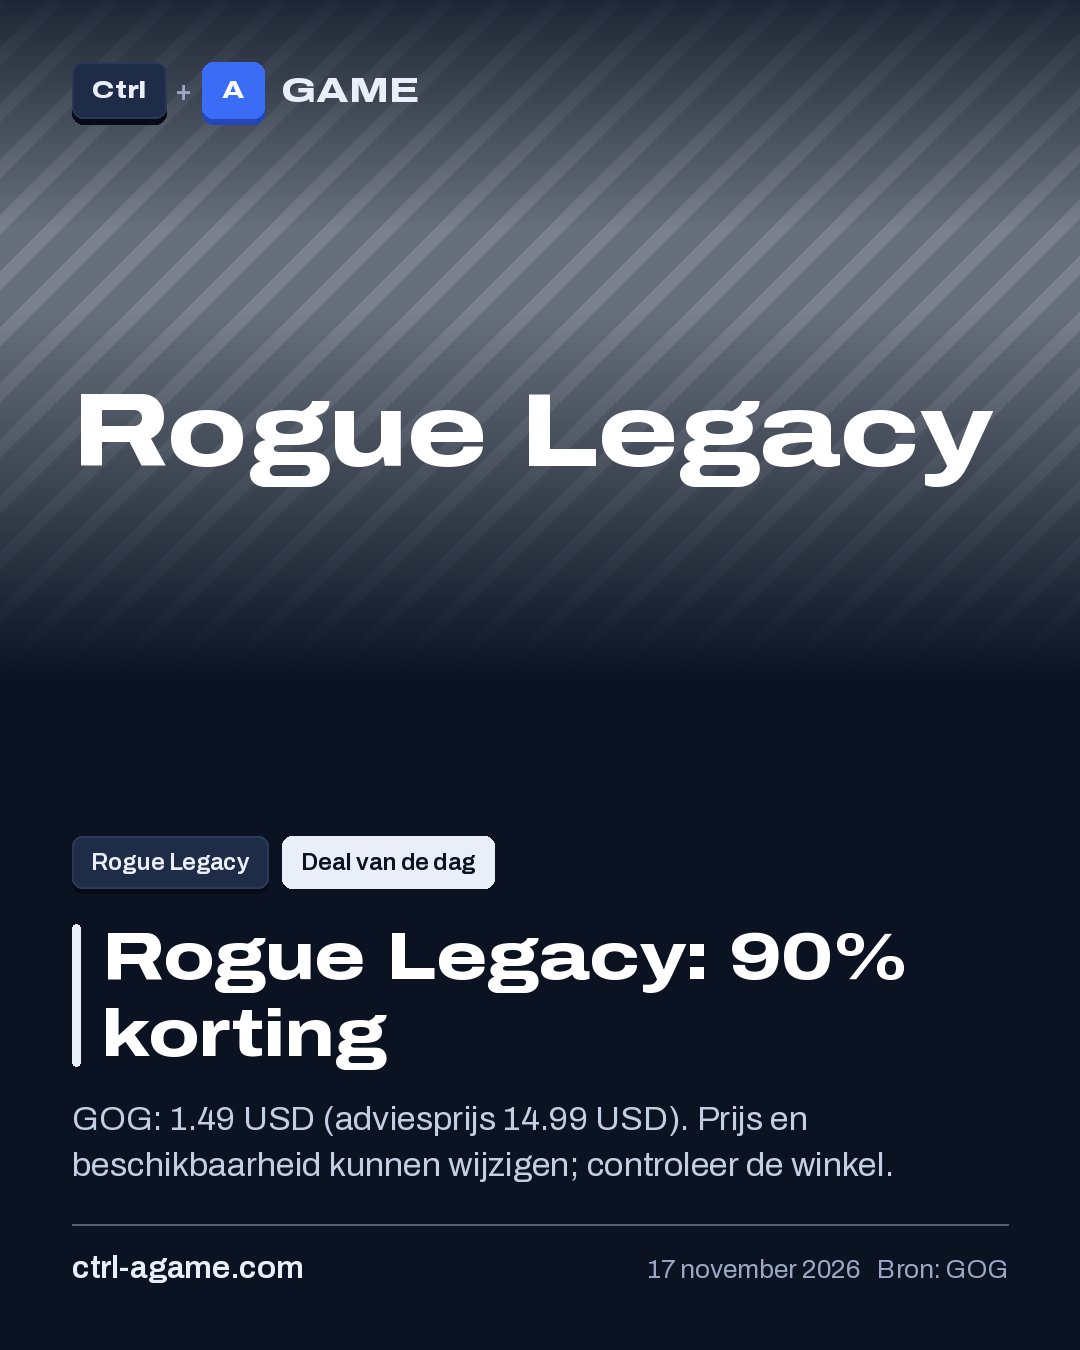 Ctrl + A GAME
Rogue Legacy
Rogue Legacy Deal van de dag
Rogue Legacy: 90%
korting
GOG: 1.49 USD (adviesprijs 14.99 USD). Prijs en
beschikbaarheid kunnen wijzigen; controleer de winkel.
ctrl-agame.com 17 november 2026 Bron: GOG